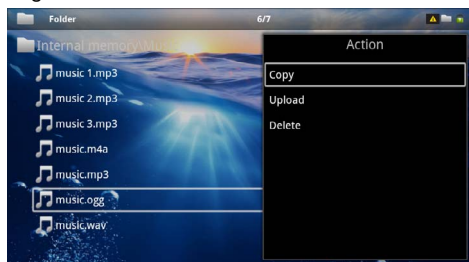 Folder 6/7
Internal memory\Mus
Action
music 1.mp3
Copy
music 2.mp3
Upload
music 3.mp3
Delete
music.m4a
music.mp3
music.ogg
music.wav